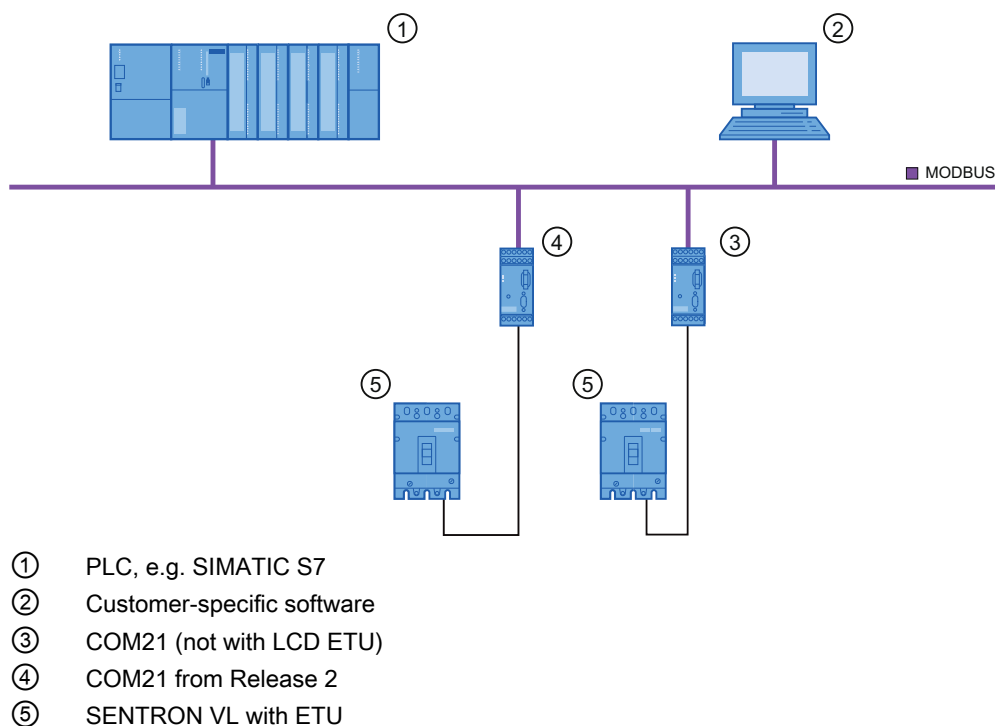 ①
②
MODBUS
④
③
⑤
⑤
① PLC, e.g. SIMATIC S7
② Customer-specific software
③ COM21 (not with LCD ETU)
④ COM21 from Release 2
⑤ SENTRON VL with ETU